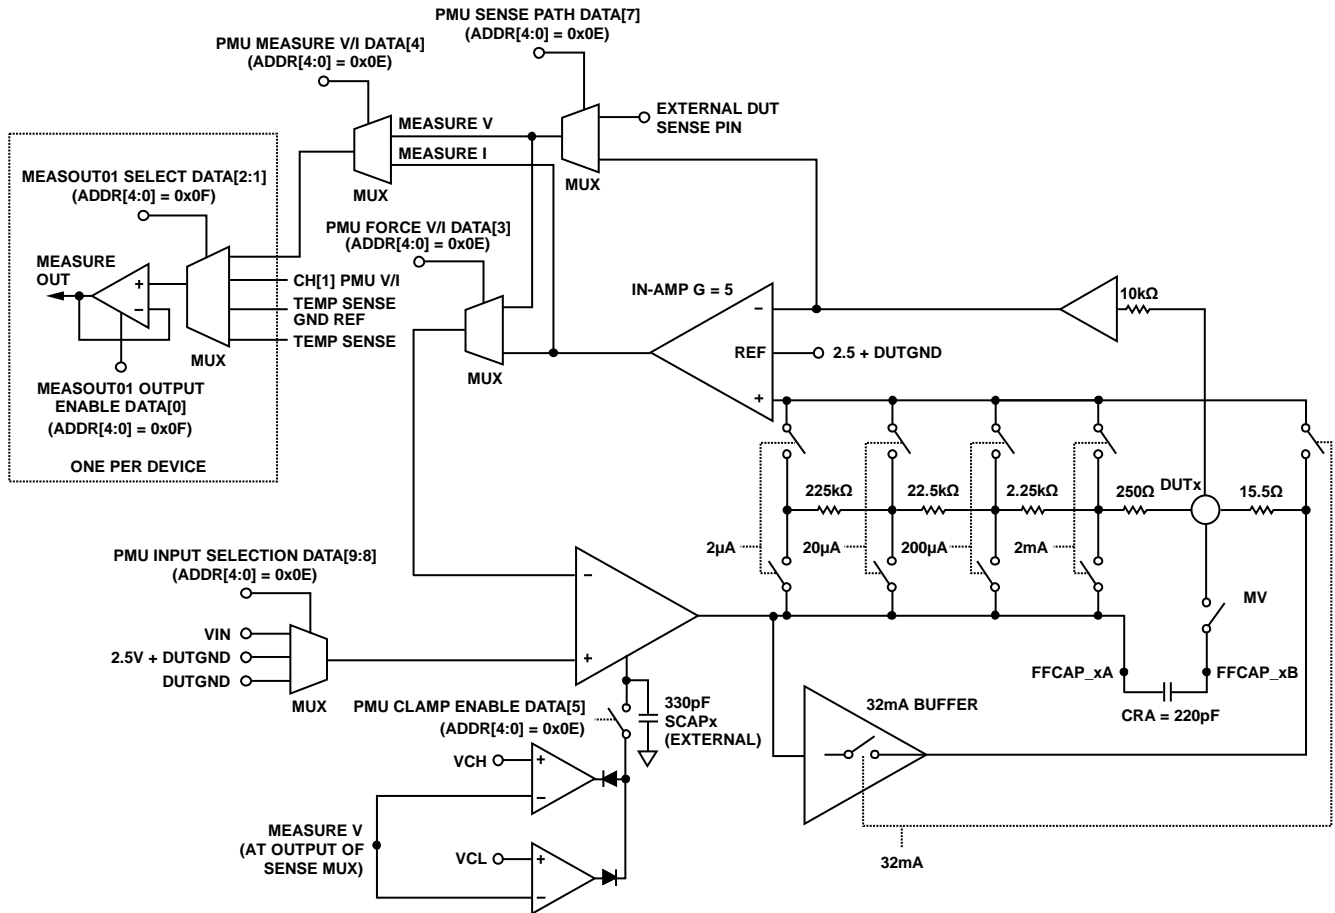 PMU SENSE PATH DATA[7]
(ADDR[4:0] = 0x0E)
PMU MEASURE V/I DATA[4]
(ADDR[4:0] = 0x0E)
EXTERNAL DUT
SENSE PIN
MEASURE V
MEASURE I
MUX
MUX
MEASOUT01 SELECT DATA[2:1]
(ADDR[4:0] = 0x0F)
PMU FORCE V/I DATA[3]
(ADDR[4:0] = 0x0E)
MEASURE
OUT
+
−
CH[1] PMU V/I
TEMP SENSE
GND REF
TEMP SENSE
MUX
MEASOUT01 OUTPUT
ENABLE DATA[0]
(ADDR[4:0] = 0x0F)
ONE PER DEVICE
MUX
IN-AMP G = 5
−
REF
+
2.5 + DUTGND
10kΩ
225kΩ
22.5kΩ
2.25kΩ
250Ω
DUTx
15.5Ω
2µA
20µA
200µA
2mA
MV
PMU INPUT SELECTION DATA[9:8]
(ADDR[4:0] = 0x0E)
VIN
2.5V + DUTGND
DUTGND
MUX
−
+
FFCAP_xA
FFCAP_xB
CRA = 220pF
PMU CLAMP ENABLE DATA[5]
(ADDR[4:0] = 0x0E)
330pF
SCAPx
(EXTERNAL)
32mA BUFFER
VCH
+
−
MEASURE V
(AT OUTPUT OF
SENSE MUX)
VCL
+
−
32mA